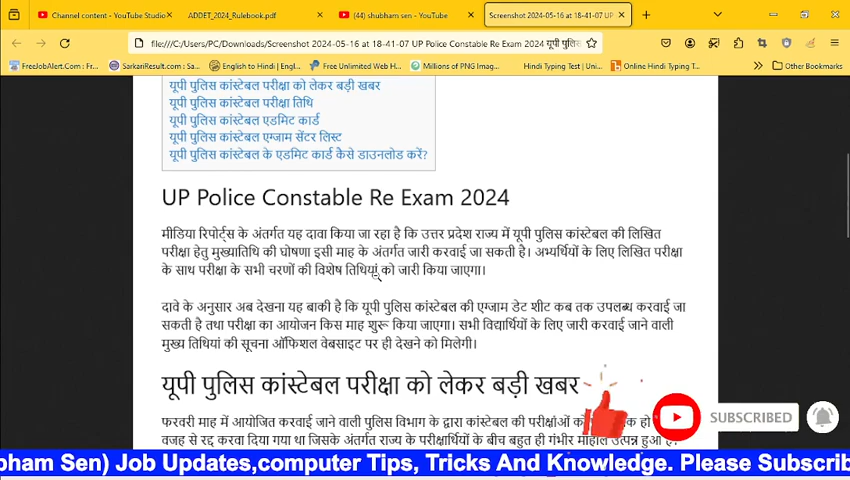 Channel content - YouTube Studio
ADDET_2024_Rulebook.pdf
(44) shubham sen - YouTube
Screenshot 2024-05-16 at 18-41-07 UP
file:///C:/Users/PC/Downloads/Screenshot 2024-05-16 at 18-41-07 UP Police Constable Re Exam 2024 यूपी पुलि
FreeJobAlert.Com : Fr...
SarkariResult.com : Sa...
English to Hindi | Engl...
Free Unlimited Web H...
Millions of PNG Imag...
Hindi Typing Test | Uni...
Online Hindi Typing T...
Other Bookmarks
यूपी पुलिस कांस्टेबल परीक्षा को लेकर बड़ी खबर
यूपी पुलिस कांस्टेबल परीक्षा तिथि
यूपी पुलिस कांस्टेबल एडमिट कार्ड
यूपी पुलिस कांस्टेबल एग्जाम सेंटर लिस्ट
यूपी पुलिस कांस्टेबल के एडमिट कार्ड कैसे डाउनलोड करें?
UP Police Constable Re Exam 2024
मीडिया रिपोर्ट्स के अंतर्गत यह दावा किया जा रहा है कि उत्तर प्रदेश राज्य में यूपी पुलिस कांस्टेबल की लिखित
परीक्षा हेतु मुख्यातिथि की घोषणा इसी माह के अंतर्गत जारी करवाई जा सकती है। अभ्यर्थियों के लिए लिखित परीक्षा
के साथ परीक्षा के सभी चरणों की विशेष तिथियां को जारी किया जाएगा।
दावे के अनुसार अब देखना यह बाकी है कि यूपी पुलिस कांस्टेबल की एग्जाम डेट शीट कब तक उपलब्ध करवाई जा
सकती है तथा परीक्षा का आयोजन किस माह शुरू किया जाएगा। सभी विद्यार्थियों के लिए जारी करवाई जाने वाली
मुख्य तिथियां की सूचना ऑफिशल वेबसाइट पर ही देखने को मिलेगी।
यूपी पुलिस कांस्टेबल परीक्षा को लेकर बड़ी खबर
फरवरी माह में आयोजित करवाई जाने वाली पुलिस विभाग के द्वारा कांस्टेबल की परीक्षाओं को
वजह से रद्द करवा दिया गया था जिसके अंतर्गत राज्य के परीक्षार्थियों के बीच बहुत ही गंभीर माहौल उत्पन्न हुआ है।
SUBSCRIBED
bham Sen) Job Updates,computer Tips, Tricks And Knowledge. Please Subscrib